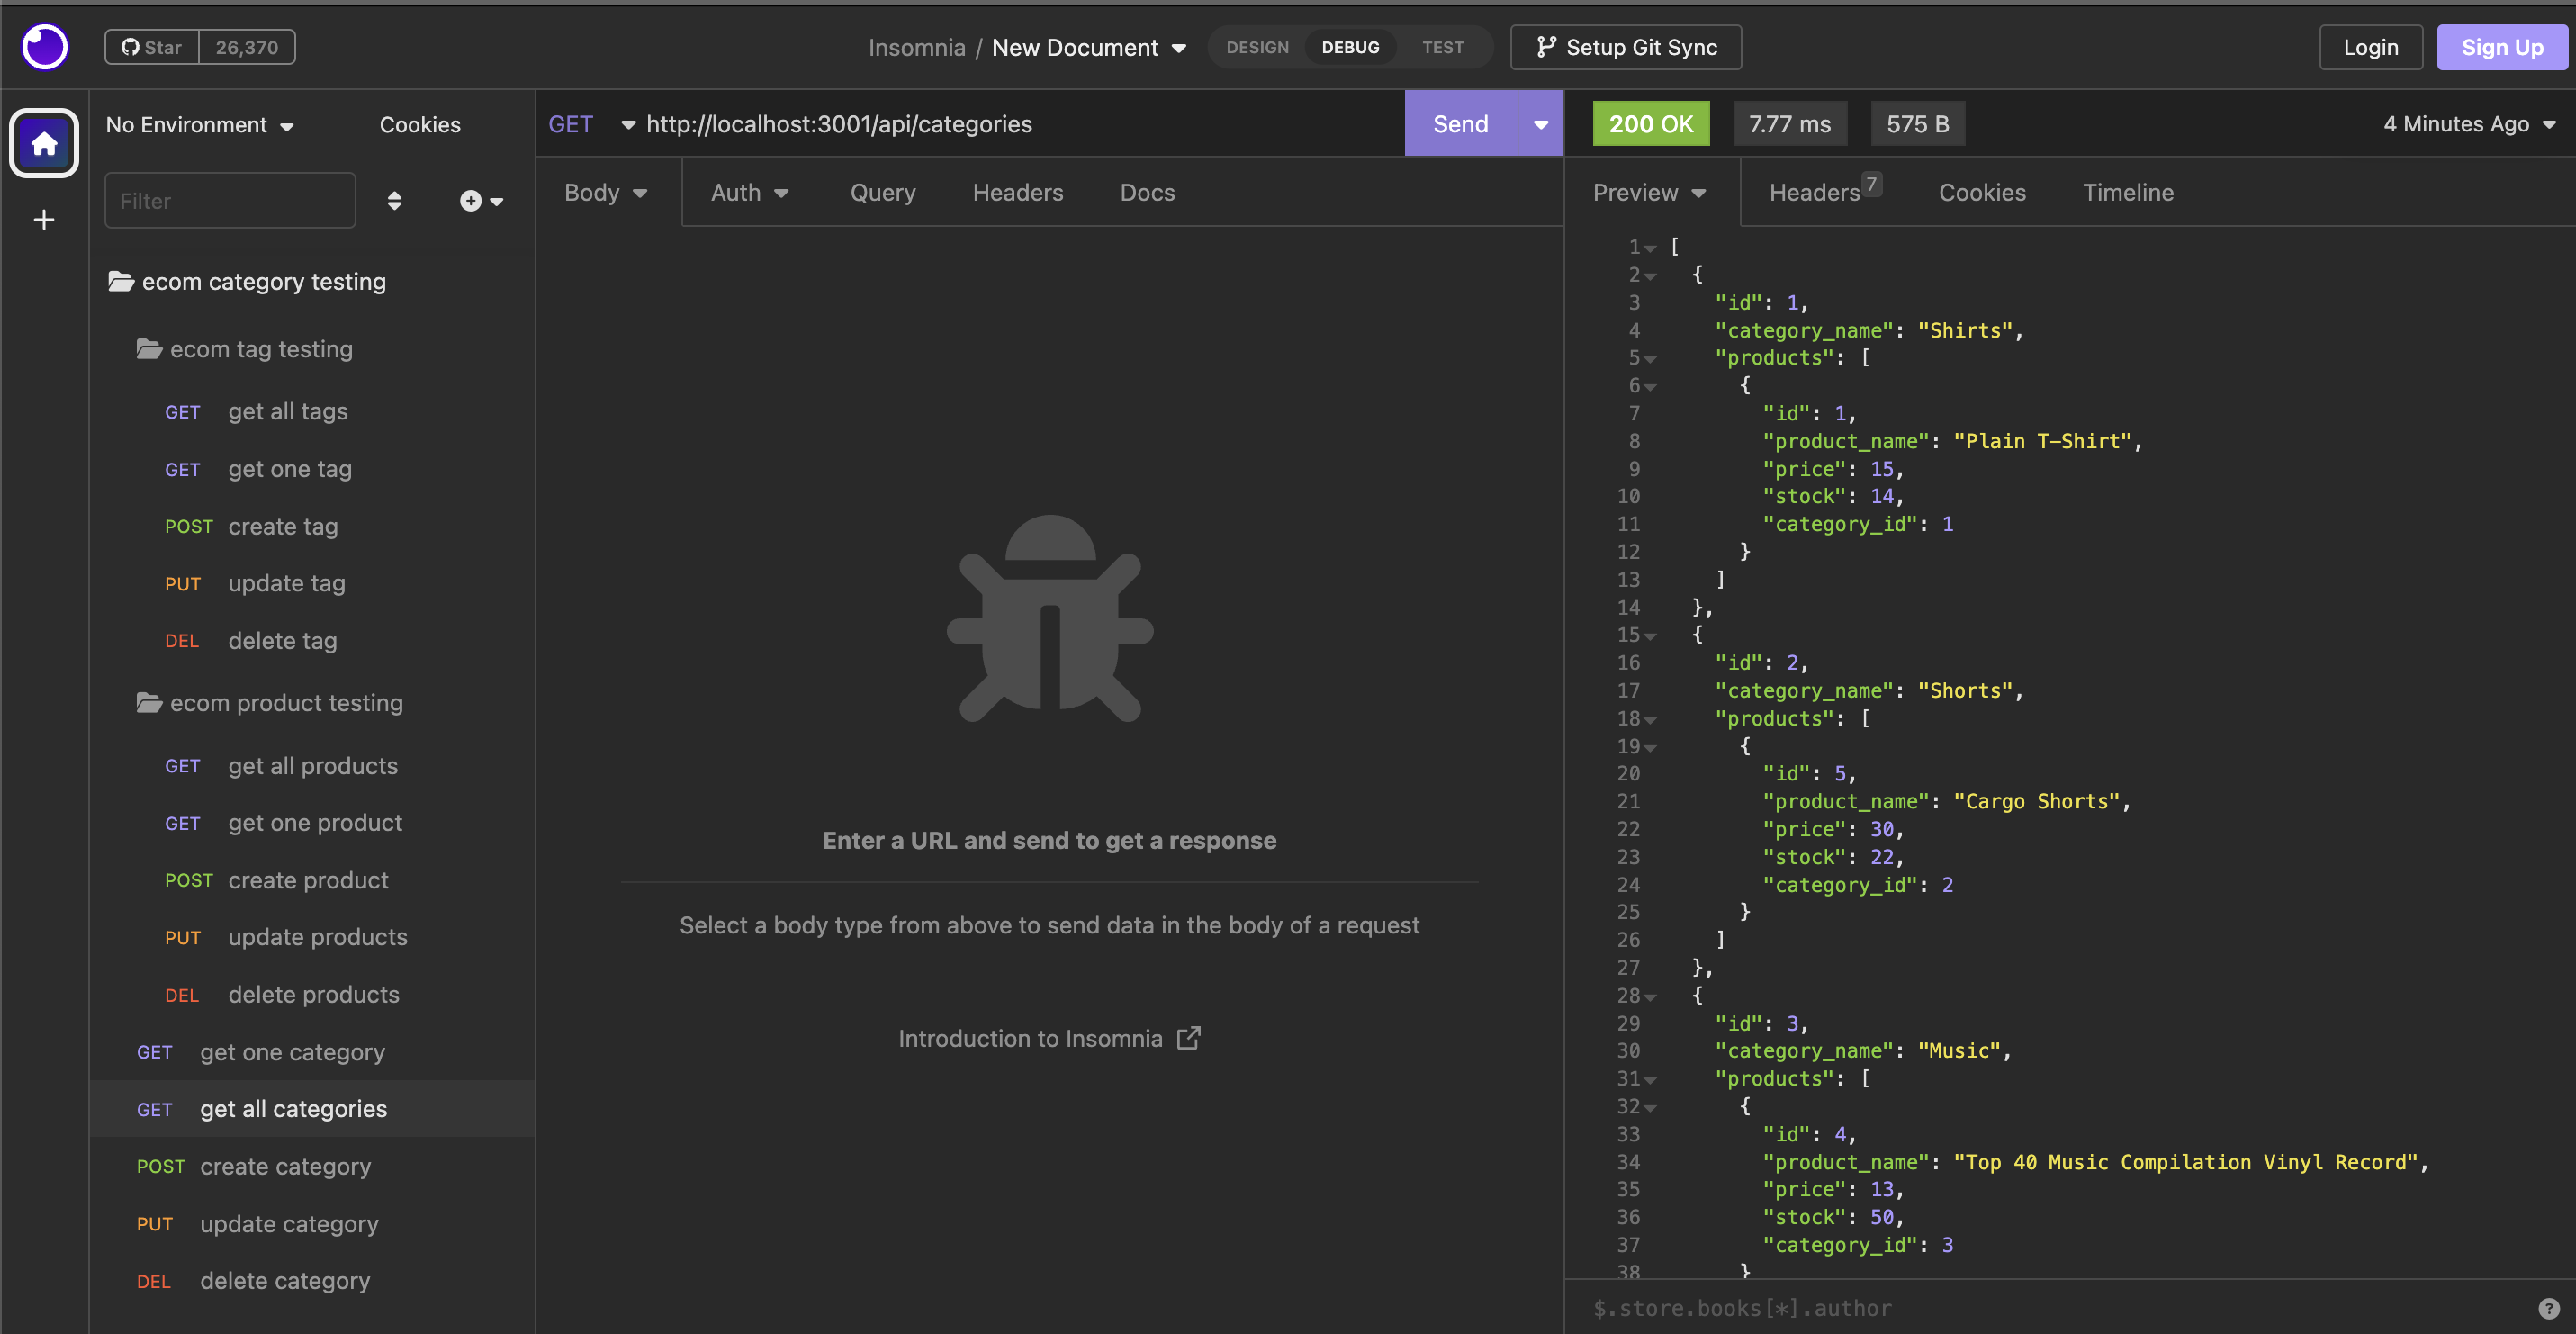 Star 26,370
Insomnia / New Document
DESIGN DEBUG TEST
Setup Git Sync
Login
Sign Up
No Environment
Cookies
Filter
ecom category testing
ecom tag testing
GET get all tags
GET get one tag
POST create tag
PUT update tag
DEL delete tag
ecom product testing
GET get all products
GET get one product
POST create product
PUT update products
DEL delete products
GET get one category
GET get all categories
POST create category
PUT update category
DEL delete category
GET http://localhost:3001/api/categories
Send
Body Auth Query Headers Docs
Enter a URL and send to get a response
Select a body type from above to send data in the body of a request
Introduction to Insomnia
200 OK 7.77 ms 575 B
4 Minutes Ago
Preview Headers 7 Cookies Timeline
1 [
2 {
3 "id": 1,
4 "category_name": "Shirts",
5 "products": [
6 {
7 "id": 1,
8 "product_name": "Plain T-Shirt",
9 "price": 15,
10 "stock": 14,
11 "category_id": 1
12 }
13 ]
14 },
15 {
16 "id": 2,
17 "category_name": "Shorts",
18 "products": [
19 {
20 "id": 5,
21 "product_name": "Cargo Shorts",
22 "price": 30,
23 "stock": 22,
24 "category_id": 2
25 }
26 ]
27 },
28 {
29 "id": 3,
30 "category_name": "Music",
31 "products": [
32 {
33 "id": 4,
34 "product_name": "Top 40 Music Compilation Vinyl Record",
35 "price": 13,
36 "stock": 50,
37 "category_id": 3
38 }
$.store.books[*].author
?